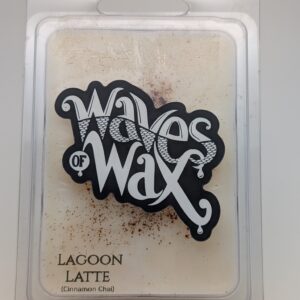 Waves
OF
Wax
LAGOON
LATTE
(Cinnamon Chai)